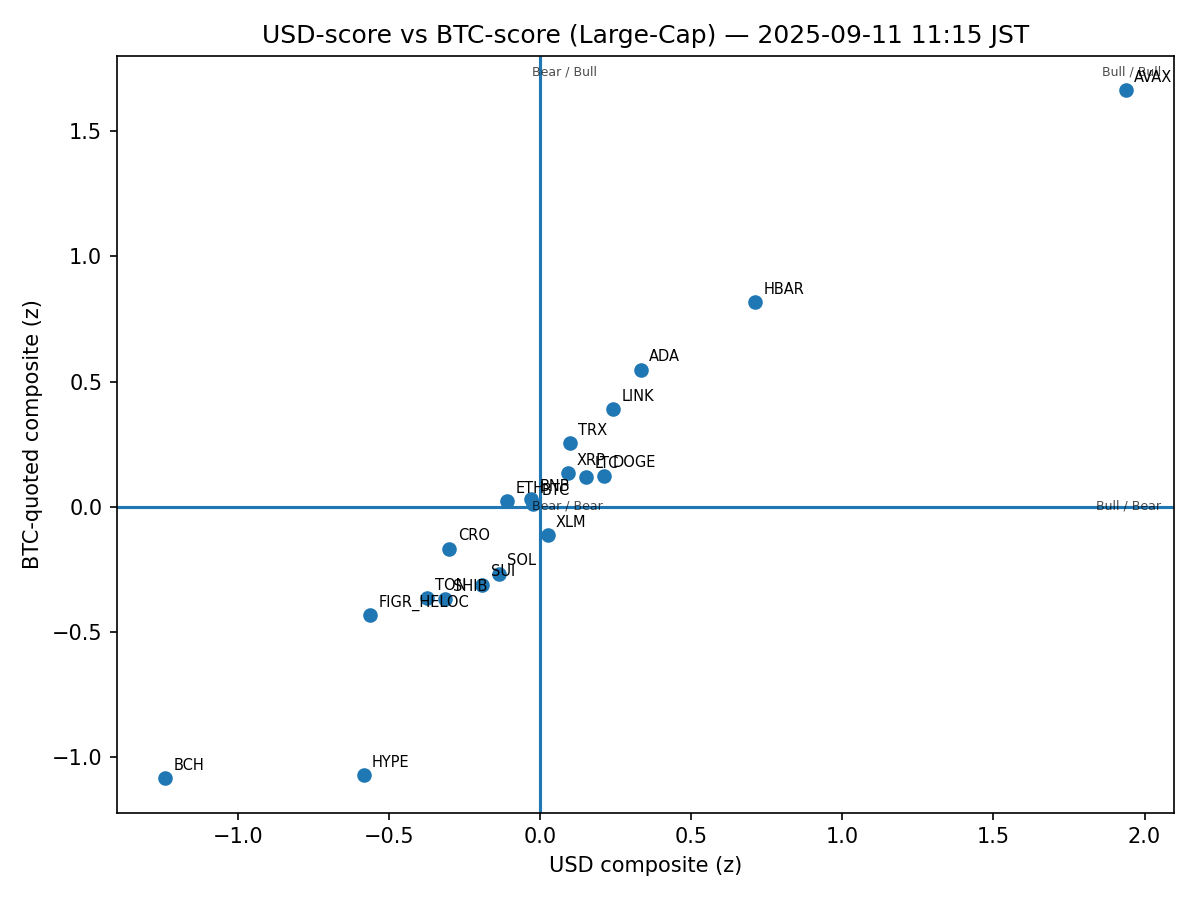 USD-score vs BTC-score (Large-Cap) — 2025-09-11 11:15 JST
Bear / Bull
Bull / Bull
AVAX
1.5
1.0
HBAR
ADA
0.5
LINK
TRX
XRP
LTC
DOGE
ETH
BNB
BTC
0.0
Bear / Bear
Bull / Bear
XLM
CRO
SOL
SUI
TON
SHIB
FIGR_HELOC
−0.5
−1.0
BCH
HYPE
−1.0
−0.5
0.0
0.5
1.0
1.5
2.0
USD composite (z)
BTC-quoted composite (z)